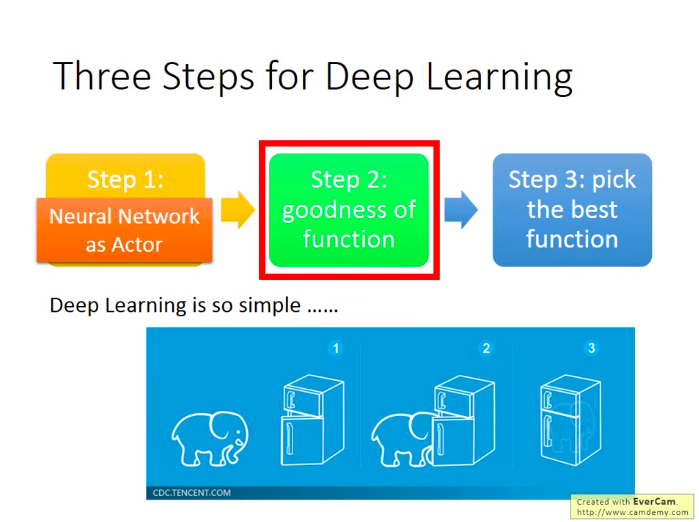 Three Steps for Deep Learning
Step 1:
Neural Network
as Actor
Step 2:
goodness of
function
Step 3: pick
the best
function
Deep Learning is so simple ……
1
2
3
CDC.TENCENT.COM
Created with EverCam.
http://www.camdemy.com